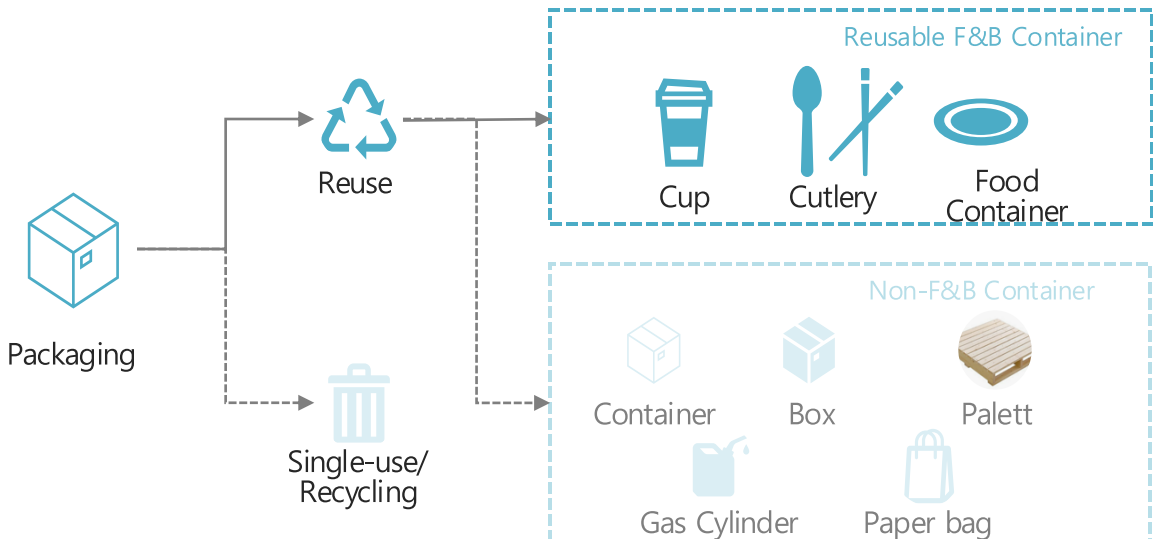 Reusable F&B Container
Reuse
Cup
Cutlery
Food
Container
Packaging
Single-use/
Recycling
Non-F&B Container
Container
Box
Palett
Gas Cylinder
Paper bag